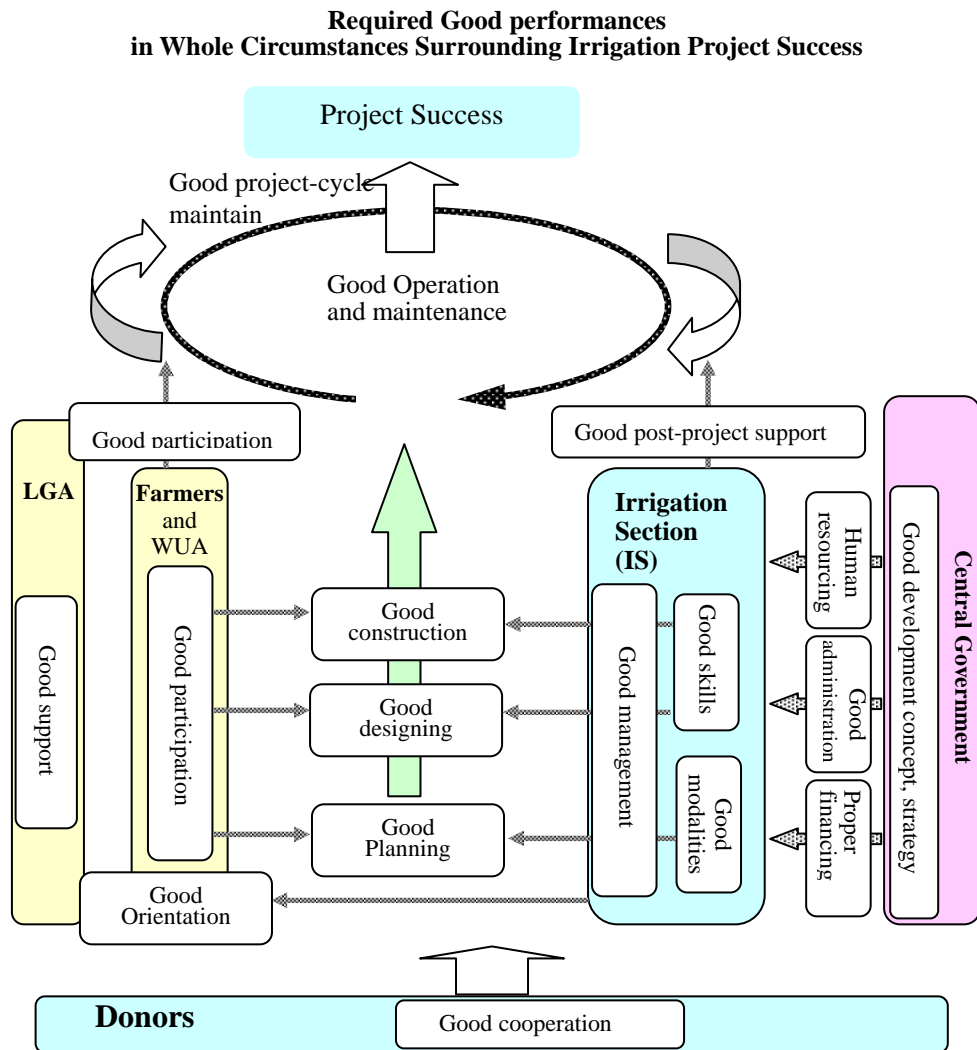 Required Good performances
in Whole Circumstances Surrounding Irrigation Project Success
Project Success
Good project-cycle
maintain
Good Operation
and maintenance
Good participation
Good post-project support
LGA
Good support
Farmers
and
WUA
Good participation
Good
construction
Good
designing
Good
Planning
Good
Orientation
Irrigation
Section
(IS)
Good management
Good skills
Good
modalities
Human
resourcing
Good
administration
Proper
financing
Good development concept, strategy
Central Government
Donors
Good cooperation